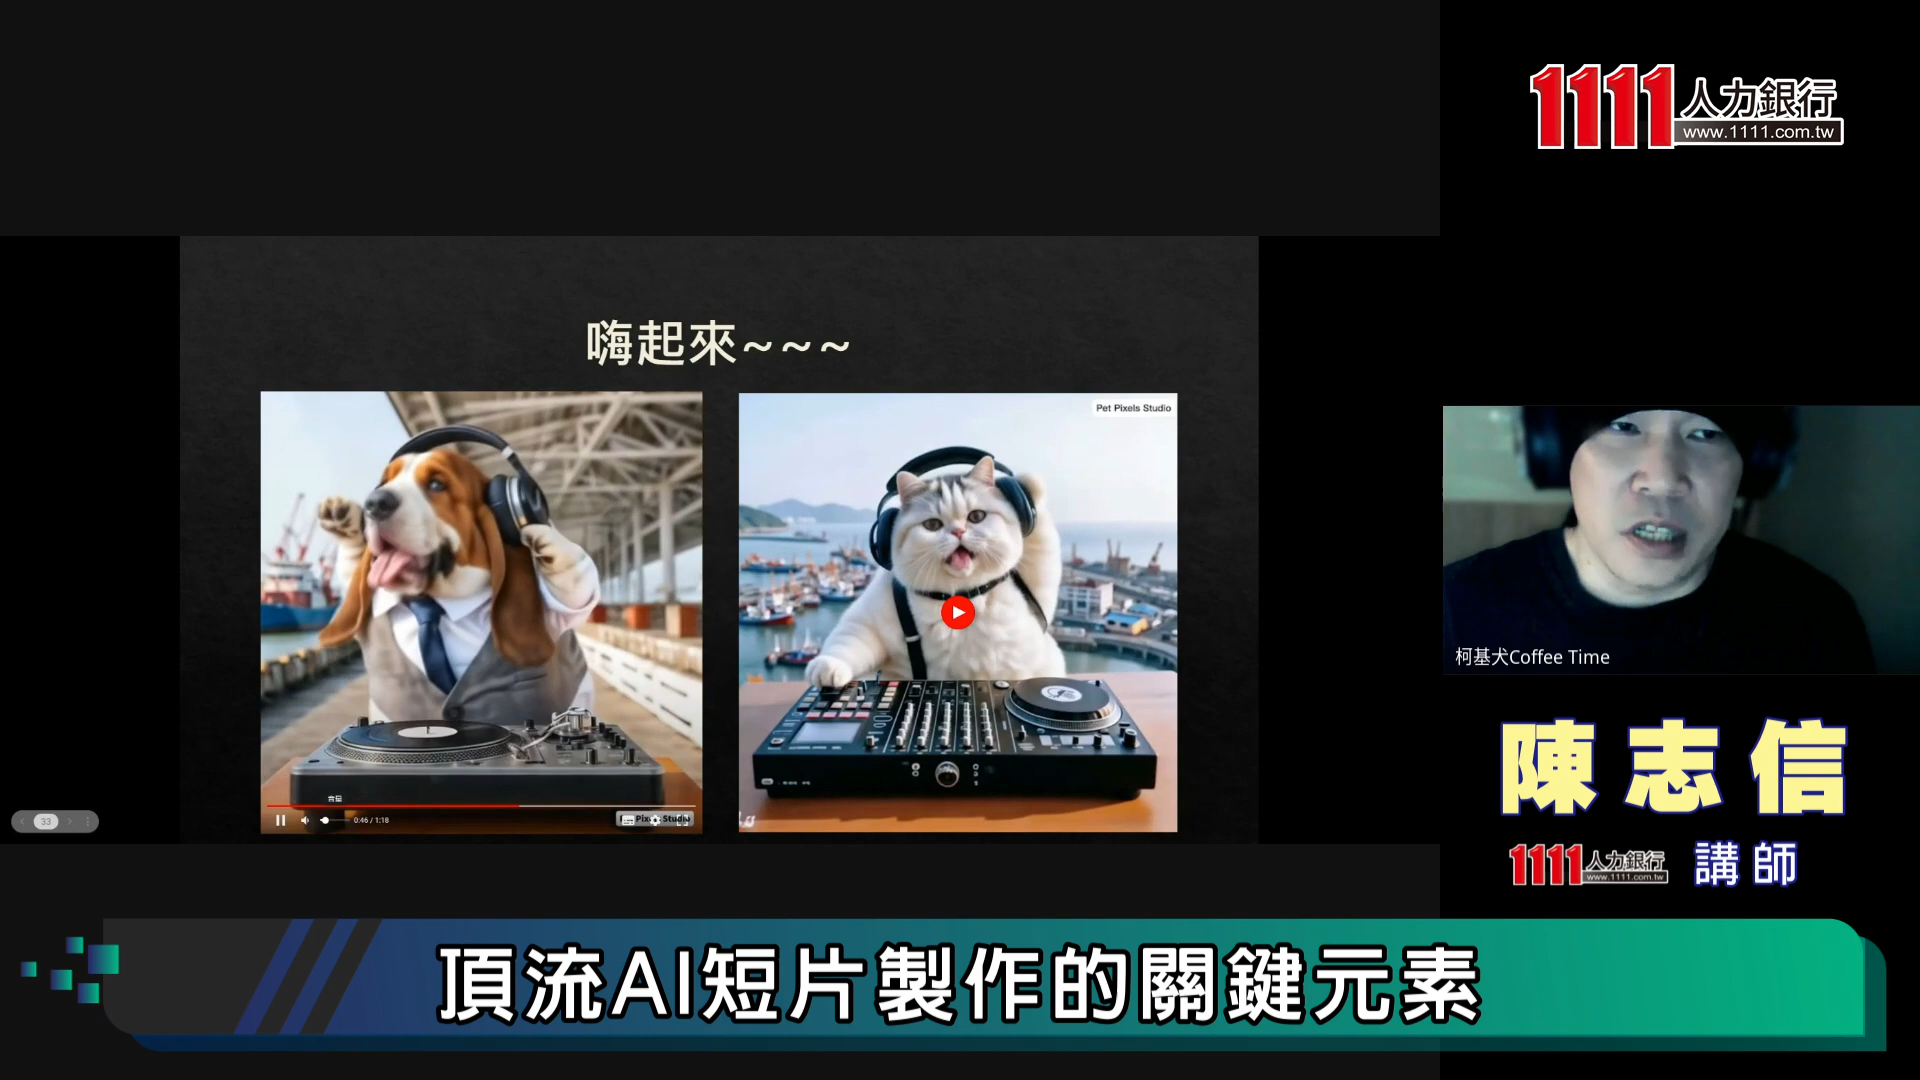 1111人力銀行
www.1111.com.tw
嗨起來~~~
Pet Pixels Studio
音量
0:46 / 1:18
33
柯基犬Coffee Time
陳志信
1111人力銀行
www.1111.com.tw
講師
頂流AI短片製作的關鍵元素